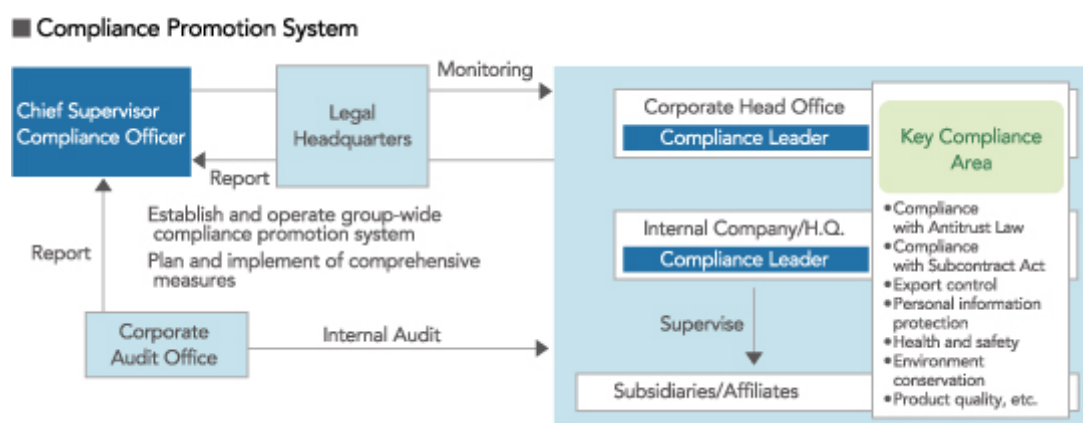 ■ Compliance Promotion System
Chief Supervisor
Compliance Officer
Legal
Headquarters
Monitoring
Report
Establish and operate group-wide
compliance promotion system
Plan and implement of comprehensive
measures
Report
Corporate
Audit Office
Internal Audit
Corporate Head Office
Compliance Leader
Internal Company/H.Q.
Compliance Leader
Supervise
Subsidiaries/Affiliates
Key Compliance
Area
•Compliance
with Antitrust Law
•Compliance
with Subcontract Act
•Export control
•Personal information
protection
•Health and safety
•Environment
conservation
•Product quality, etc.